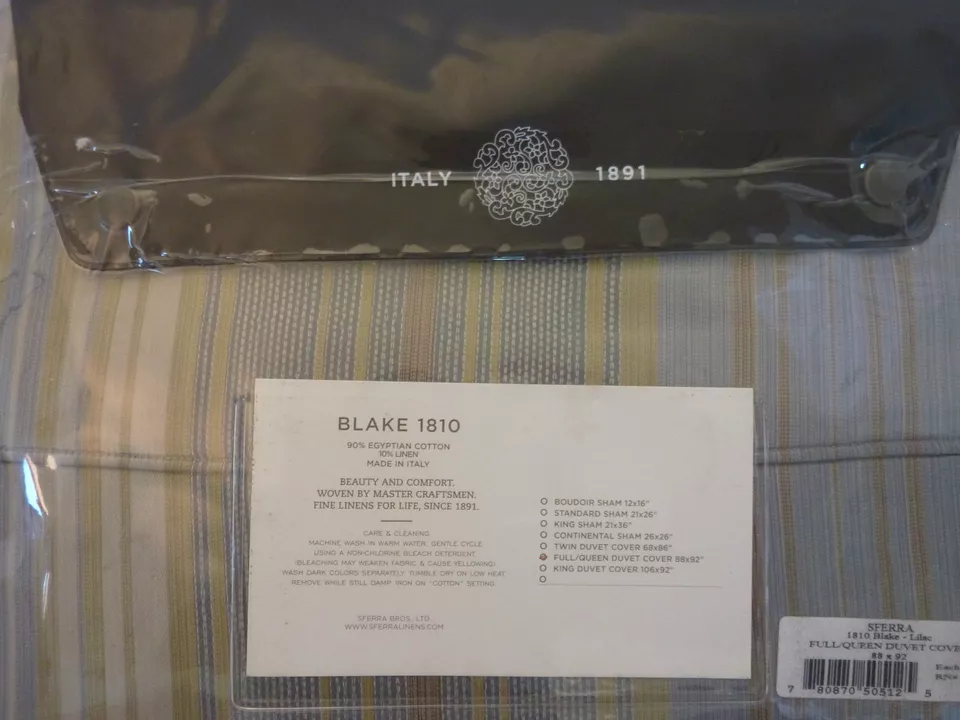 ITALY 1891
BLAKE 1810
90% EGYPTIAN COTTON
10% LINEN
MADE IN ITALY
BEAUTY AND COMFORT.
WOVEN BY MASTER CRAFTSMEN.
FINE LINENS FOR LIFE, SINCE 1891.
CARE & CLEANING.
MACHINE WASH IN WARM WATER, GENTLE CYCLE,
USING A NON-CHLORINE BLEACH DETERGENT.
(BLEACHING MAY WEAKEN FABRIC & CAUSE YELLOWING)
WASH DARK COLORS SEPARATELY. TUMBLE DRY ON LOW HEAT
REMOVE WHILE STILL DAMP. IRON ON "COTTON" SETTING.
SFERRA BROS., LTD.
WWW.SFERRALINENS.COM
BOUDOIR SHAM 12x16"
STANDARD SHAM 21x26"
KING SHAM 21x36"
CONTINENTAL SHAM 26x26"
TWIN DUVET COVER 68x86"
FULL/QUEEN DUVET COVER 88x92"
KING DUVET COVER 106x92"
SFERRA
1810 Blake - Lilac
FULL/QUEEN DUVET COVE
88 x 92
Each
RN#
7 80870 50512 5